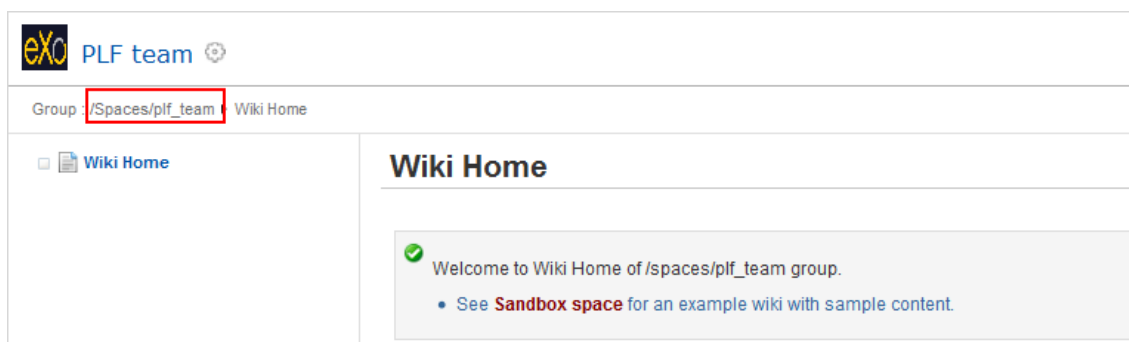 eXo PLF team
Group : /Spaces/plf_team Wiki Home
Wiki Home
Wiki Home
Welcome to Wiki Home of /spaces/plf_team group.
• See Sandbox space for an example wiki with sample content.